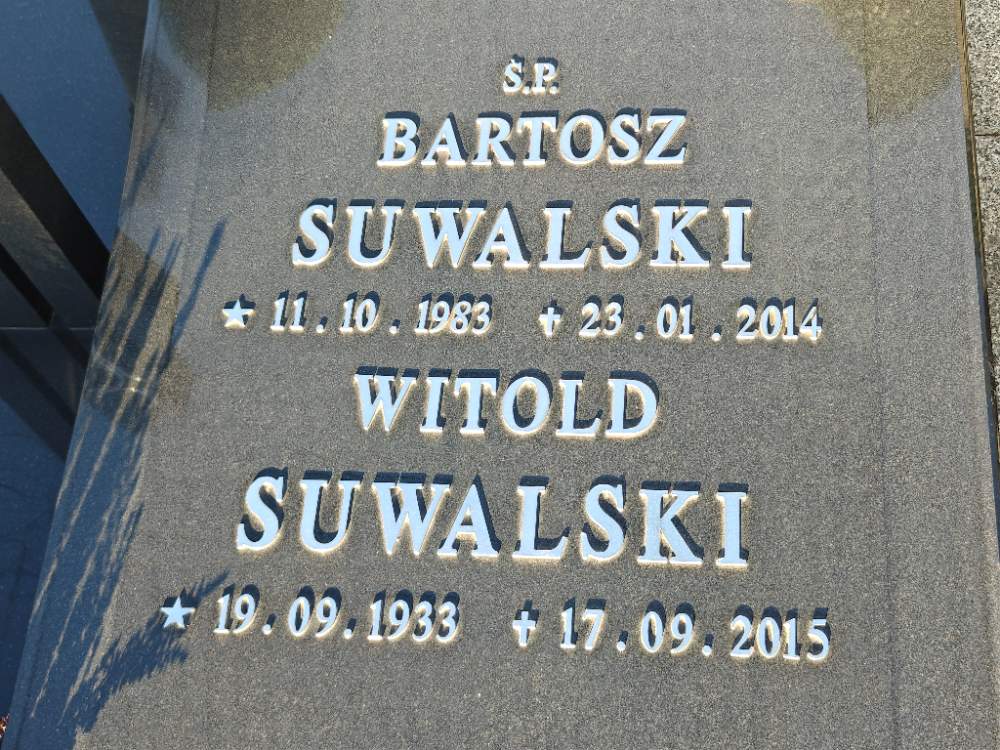 Ś.P.
BARTOSZ
SUWALSKI
★ 11.10.1983 ✝ 23.01.2014
WITOLD
SUWALSKI
★ 19.09.1933 ✝ 17.09.2015